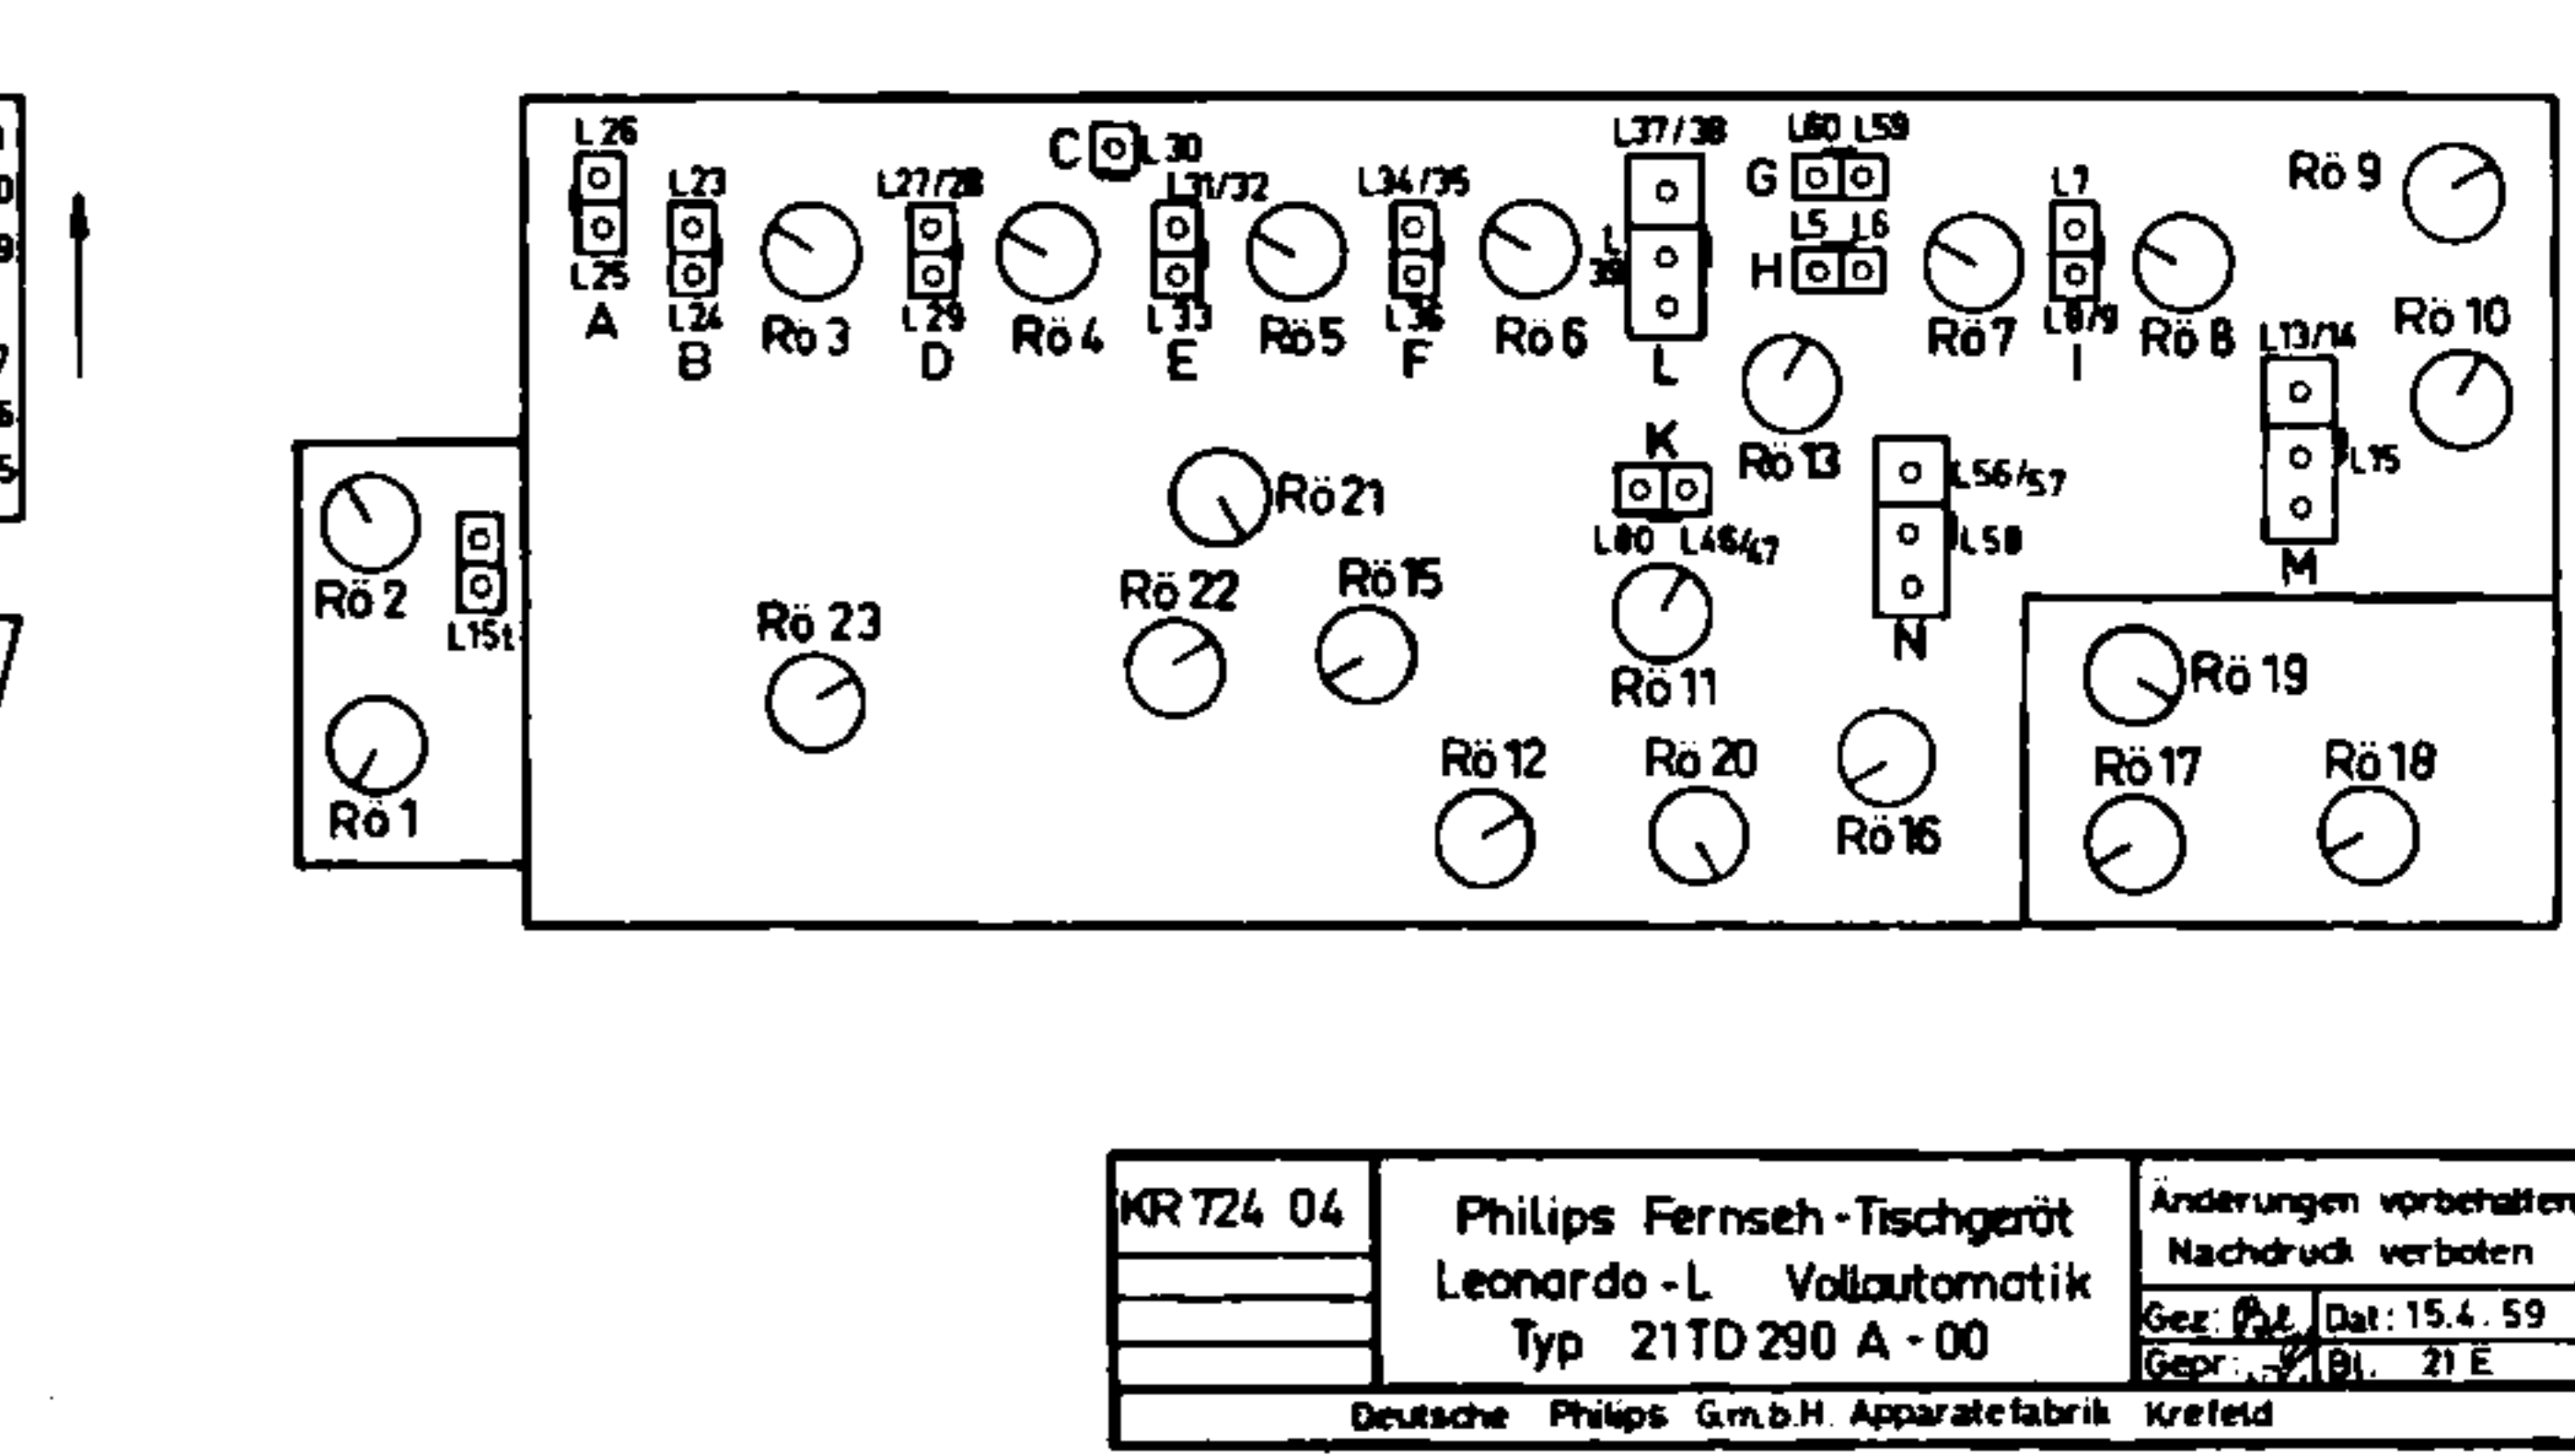 L26
L30
C
L37/38
L60 L59
G
Rö 9
L23
L27/28
L31/32
L34/35
L7
L5 L6
H
L
39
L25
A
L24
B
Rö 3
L29
D
Rö 4
L33
E
Rö 5
L36
F
Rö 6
L
Rö 7
L8/9
I
Rö 8
L13/14
Rö 10
K
Rö 13
L15
M
L56/57
L58
N
Rö 21
L80 L46/47
Rö 2
L15t
Rö 23
Rö 22
Rö 15
Rö 11
Rö 19
Rö 1
Rö 12
Rö 20
Rö 16
Rö 17
Rö 18
KR 724 04
Philips Fernseh-Tischgerät
Leonardo-L Vollautomatik
Typ 21TD 290 A-00
Änderungen vorbehalten
Nachdruck verboten
Gez: Dat: 15.4.59
Gepr: Bl. 21 E
Deutsche Philips G.m.b.H. Apparatefabrik Krefeld